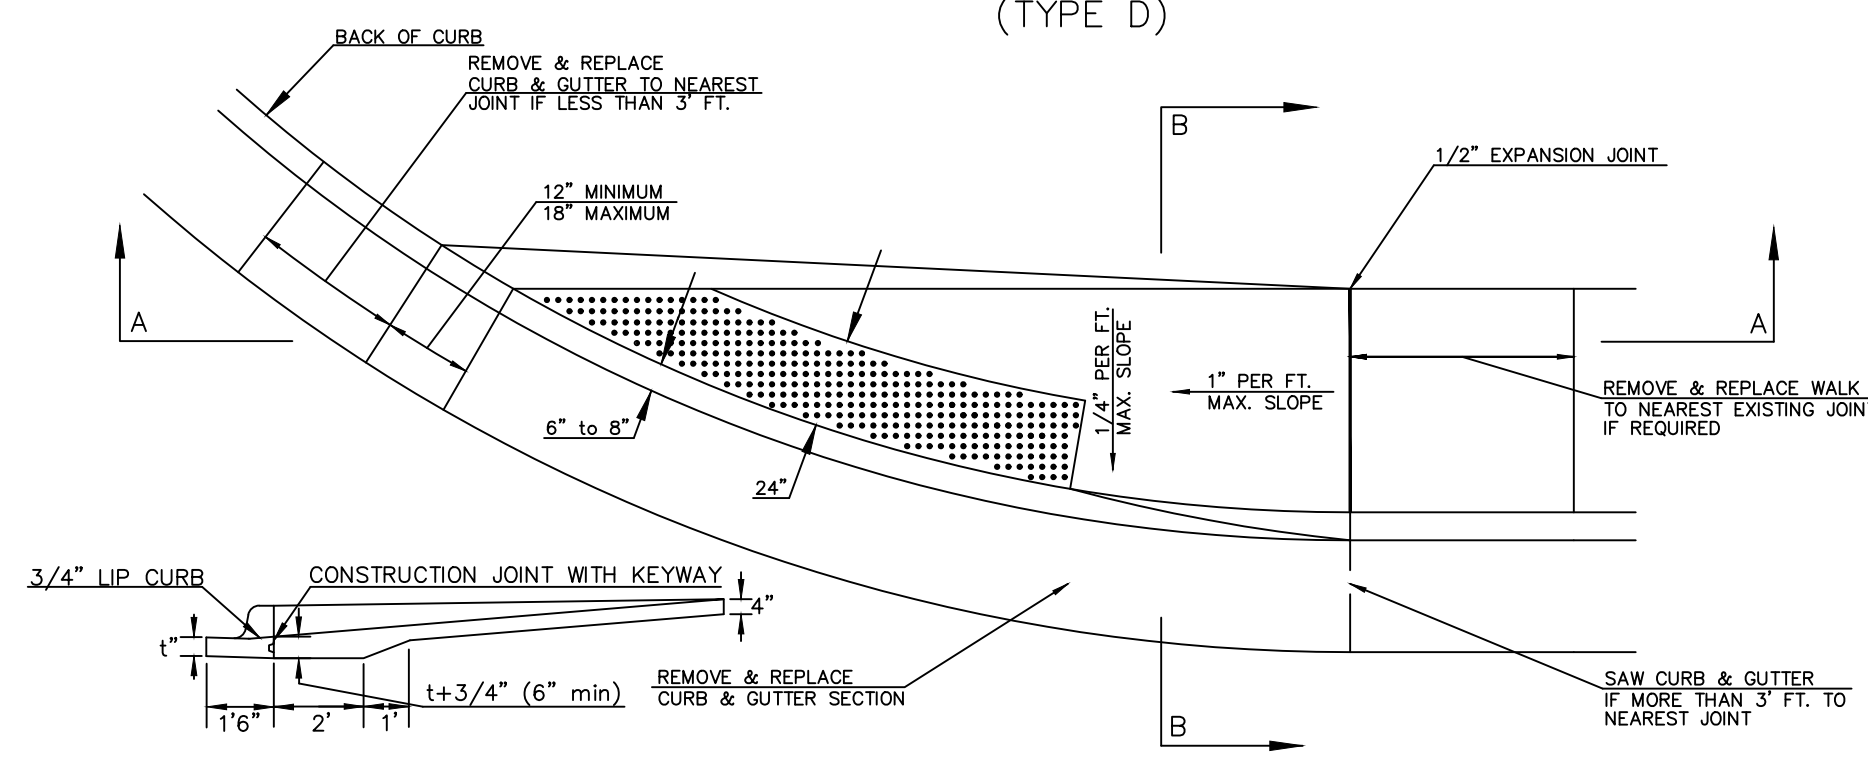 (TYPE D)
BACK OF CURB
REMOVE & REPLACE
CURB & GUTTER TO NEAREST
JOINT IF LESS THAN 3' FT.
12" MINIMUM
18" MAXIMUM
B
1/2" EXPANSION JOINT
A
A
1/4" PER FT.
MAX. SLOPE
1" PER FT.
MAX. SLOPE
REMOVE & REPLACE WALK
TO NEAREST EXISTING JOINT
IF REQUIRED
6" to 8"
24"
3/4" LIP CURB
CONSTRUCTION JOINT WITH KEYWAY
4"
t"
t+3/4" (6" min)
1'6"
2'
1'
REMOVE & REPLACE
CURB & GUTTER SECTION
B
SAW CURB & GUTTER
IF MORE THAN 3' FT. TO
NEAREST JOINT